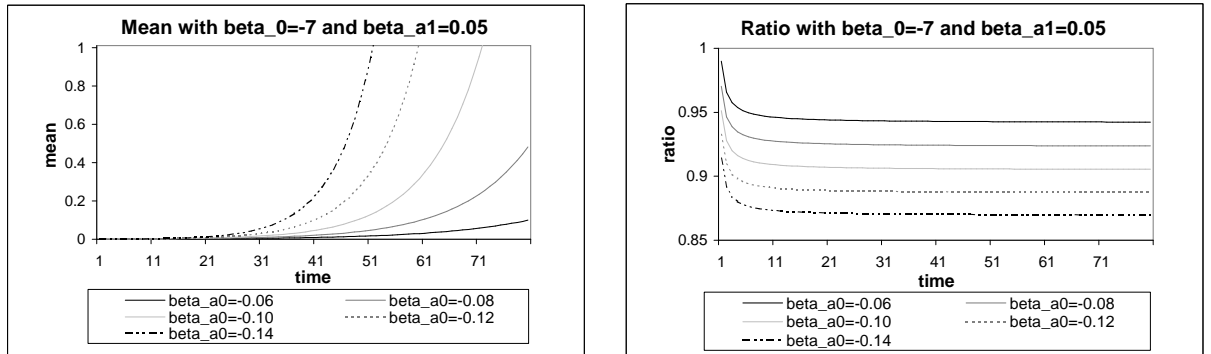 Mean with beta_0=-7 and beta_a1=0.05
1
0.8
0.6
0.4
0.2
0
mean
1 11 21 31 41 51 61 71
time
beta_a0=-0.06 beta_a0=-0.08
beta_a0=-0.10 beta_a0=-0.12
beta_a0=-0.14
Ratio with beta_0=-7 and beta_a1=0.05
1
0.95
0.9
0.85
ratio
1 11 21 31 41 51 61 71
time
beta_a0=-0.06 beta_a0=-0.08
beta_a0=-0.10 beta_a0=-0.12
beta_a0=-0.14